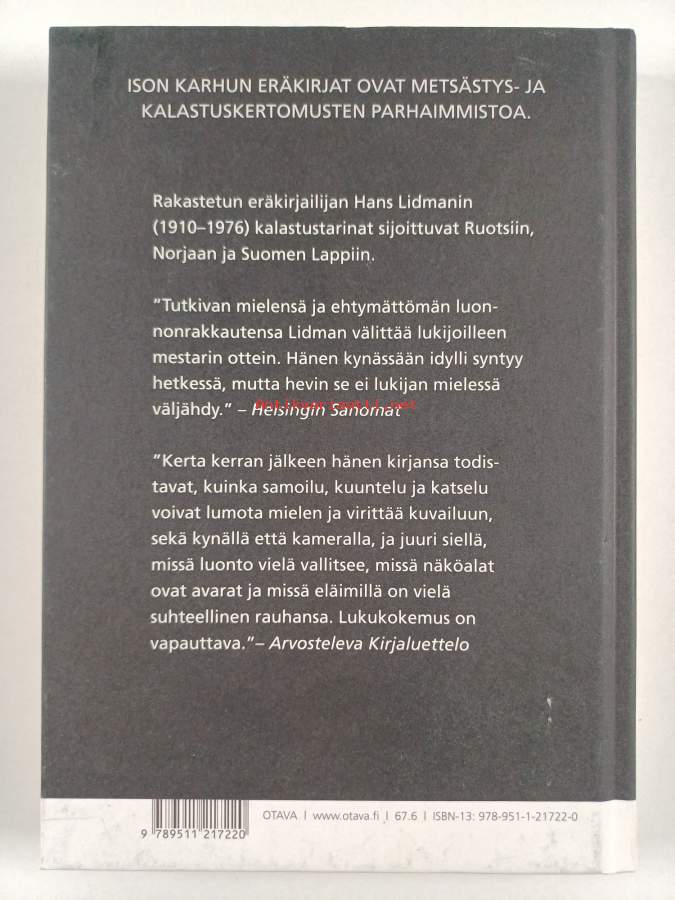 ISON KARHUN ERÄKIRJAT OVAT METSÄSTYS- JA
KALASTUSKERTOMUSTEN PARHAIMMISTOA.
Rakastetun eräkirjailijan Hans Lidmanin
(1910–1976) kalastustarinat sijoittuvat Ruotsiin,
Norjaan ja Suomen Lappiin.
”Tutkivan mielensä ja ehtymättömän luon-
nonrakkautensa Lidman välittää lukijoilleen
mestarin ottein. Hänen kynässään idylli syntyy
hetkessä, mutta hevin se ei lukijan mielessä
väljähdy.” – Helsingin Sanomat
”Kerta kerran jälkeen hänen kirjansa todis-
tavat, kuinka samoilu, kuuntelu ja katselu
voivat lumota mielen ja virittää kuvailuun,
sekä kynällä että kameralla, ja juuri siellä,
missä luonto vielä vallitsee, missä näköalat
ovat avarat ja missä eläimillä on vielä
suhteellinen rauhansa. Lukukokemus on
vapauttava.”– Arvosteleva Kirjaluettelo
OTAVA I www.otava.fi I 67.6 I ISBN-13: 978-951-1-21722-0
9 789511 217220